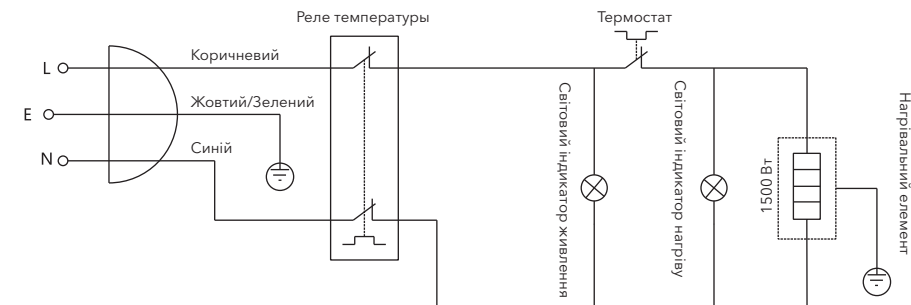 Реле температуры
Термостат
L
Коричневий
E
Жовтий/Зелений
N
Синій
Світовий індикатор живлення
Світовий індикатор нагріву
1500 Вт
Нагрівальний елемент